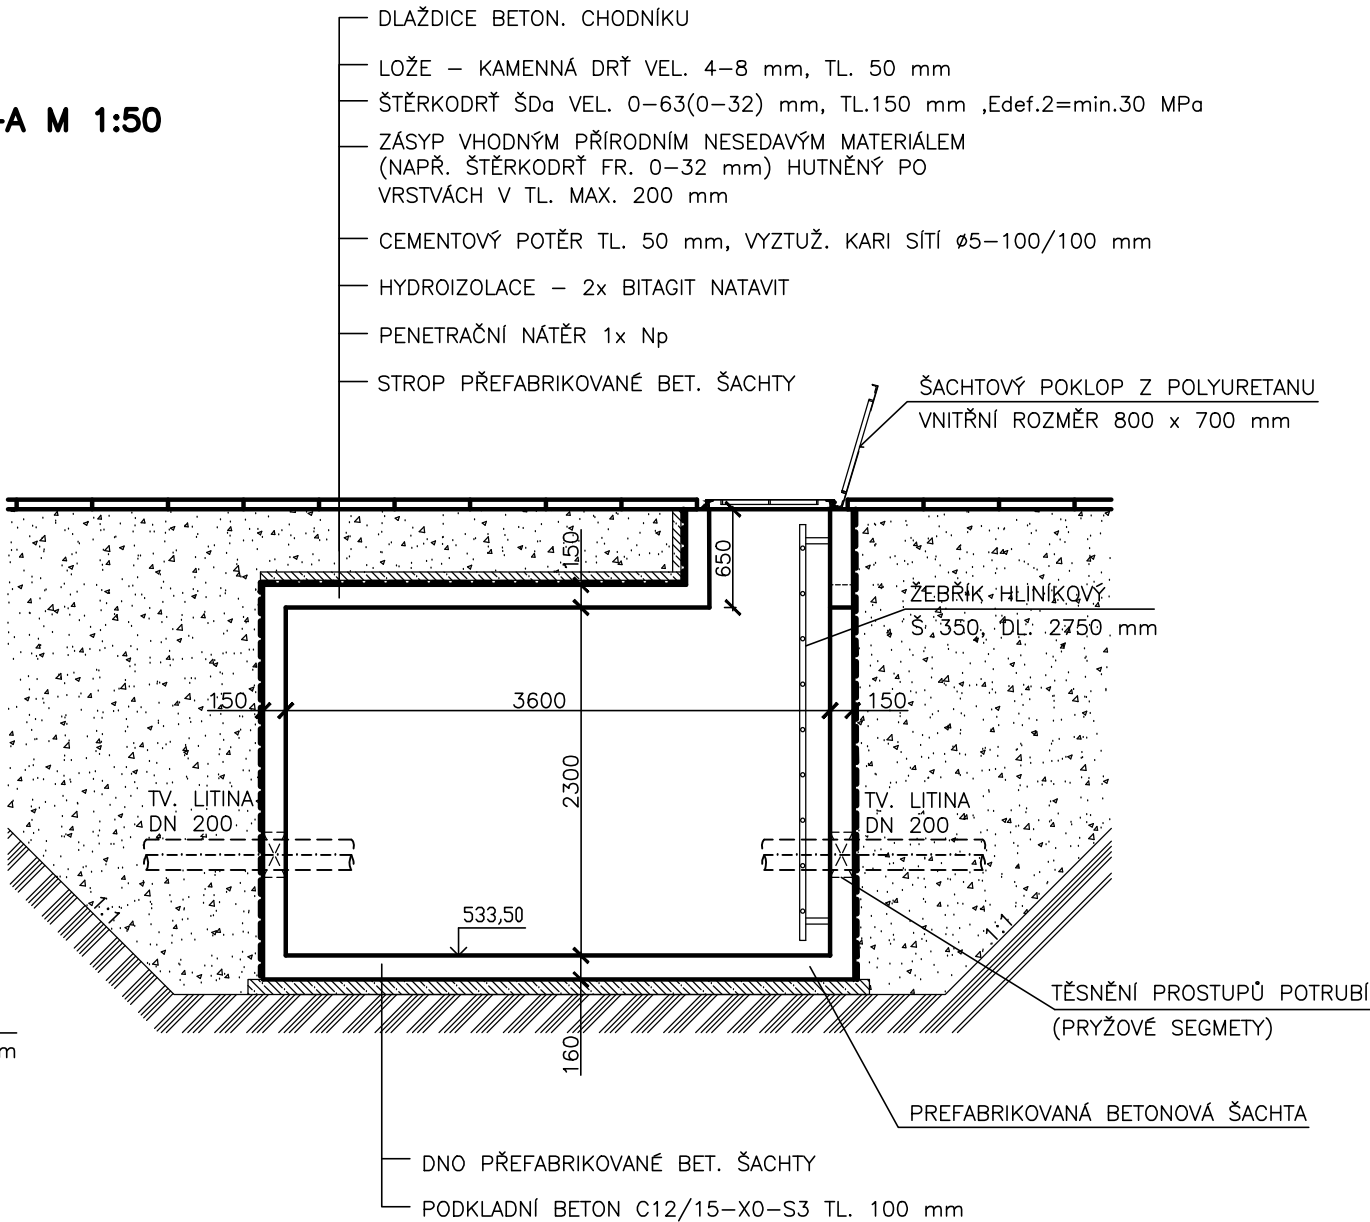 DLAŽDICE BETON. CHODNÍKU
LOŽE – KAMENNÁ DRŤ VEL. 4–8 mm, TL. 50 mm
-A M 1:50
ŠTĚRKODRŤ ŠDa VEL. 0–63(0–32) mm, TL.150 mm ,Edef.2=min.30 MPa
ZÁSYP VHODNÝM PŘÍRODNÍM NESEDAVÝM MATERIÁLEM
(NAPŘ. ŠTĚRKODRŤ FR. 0–32 mm) HUTNĚNÝ PO
VRSTVÁCH V TL. MAX. 200 mm
CEMENTOVÝ POTĚR TL. 50 mm, VYZTUŽ. KARI SÍTÍ ø5–100/100 mm
HYDROIZOLACE – 2x BITAGIT NATAVIT
PENETRAČNÍ NÁTĚR 1x Np
STROP PŘEFABRIKOVANÉ BET. ŠACHTY
ŠACHTOVÝ POKLOP Z POLYURETANU
VNITŘNÍ ROZMĚR 800 x 700 mm
150
650
ŽEBŘÍK HLINÍKOVÝ
Š. 350, DL. 2750 mm
150
3600
150
2300
TV. LITINA
DN 200
TV. LITINA
DN 200
533,50
1:1
1:1
TĚSNĚNÍ PROSTUPŮ POTRUBÍ
(PRYŽOVÉ SEGMETY)
m
160
PREFABRIKOVANÁ BETONOVÁ ŠACHTA
DNO PŘEFABRIKOVANÉ BET. ŠACHTY
PODKLADNÍ BETON C12/15–X0–S3 TL. 100 mm